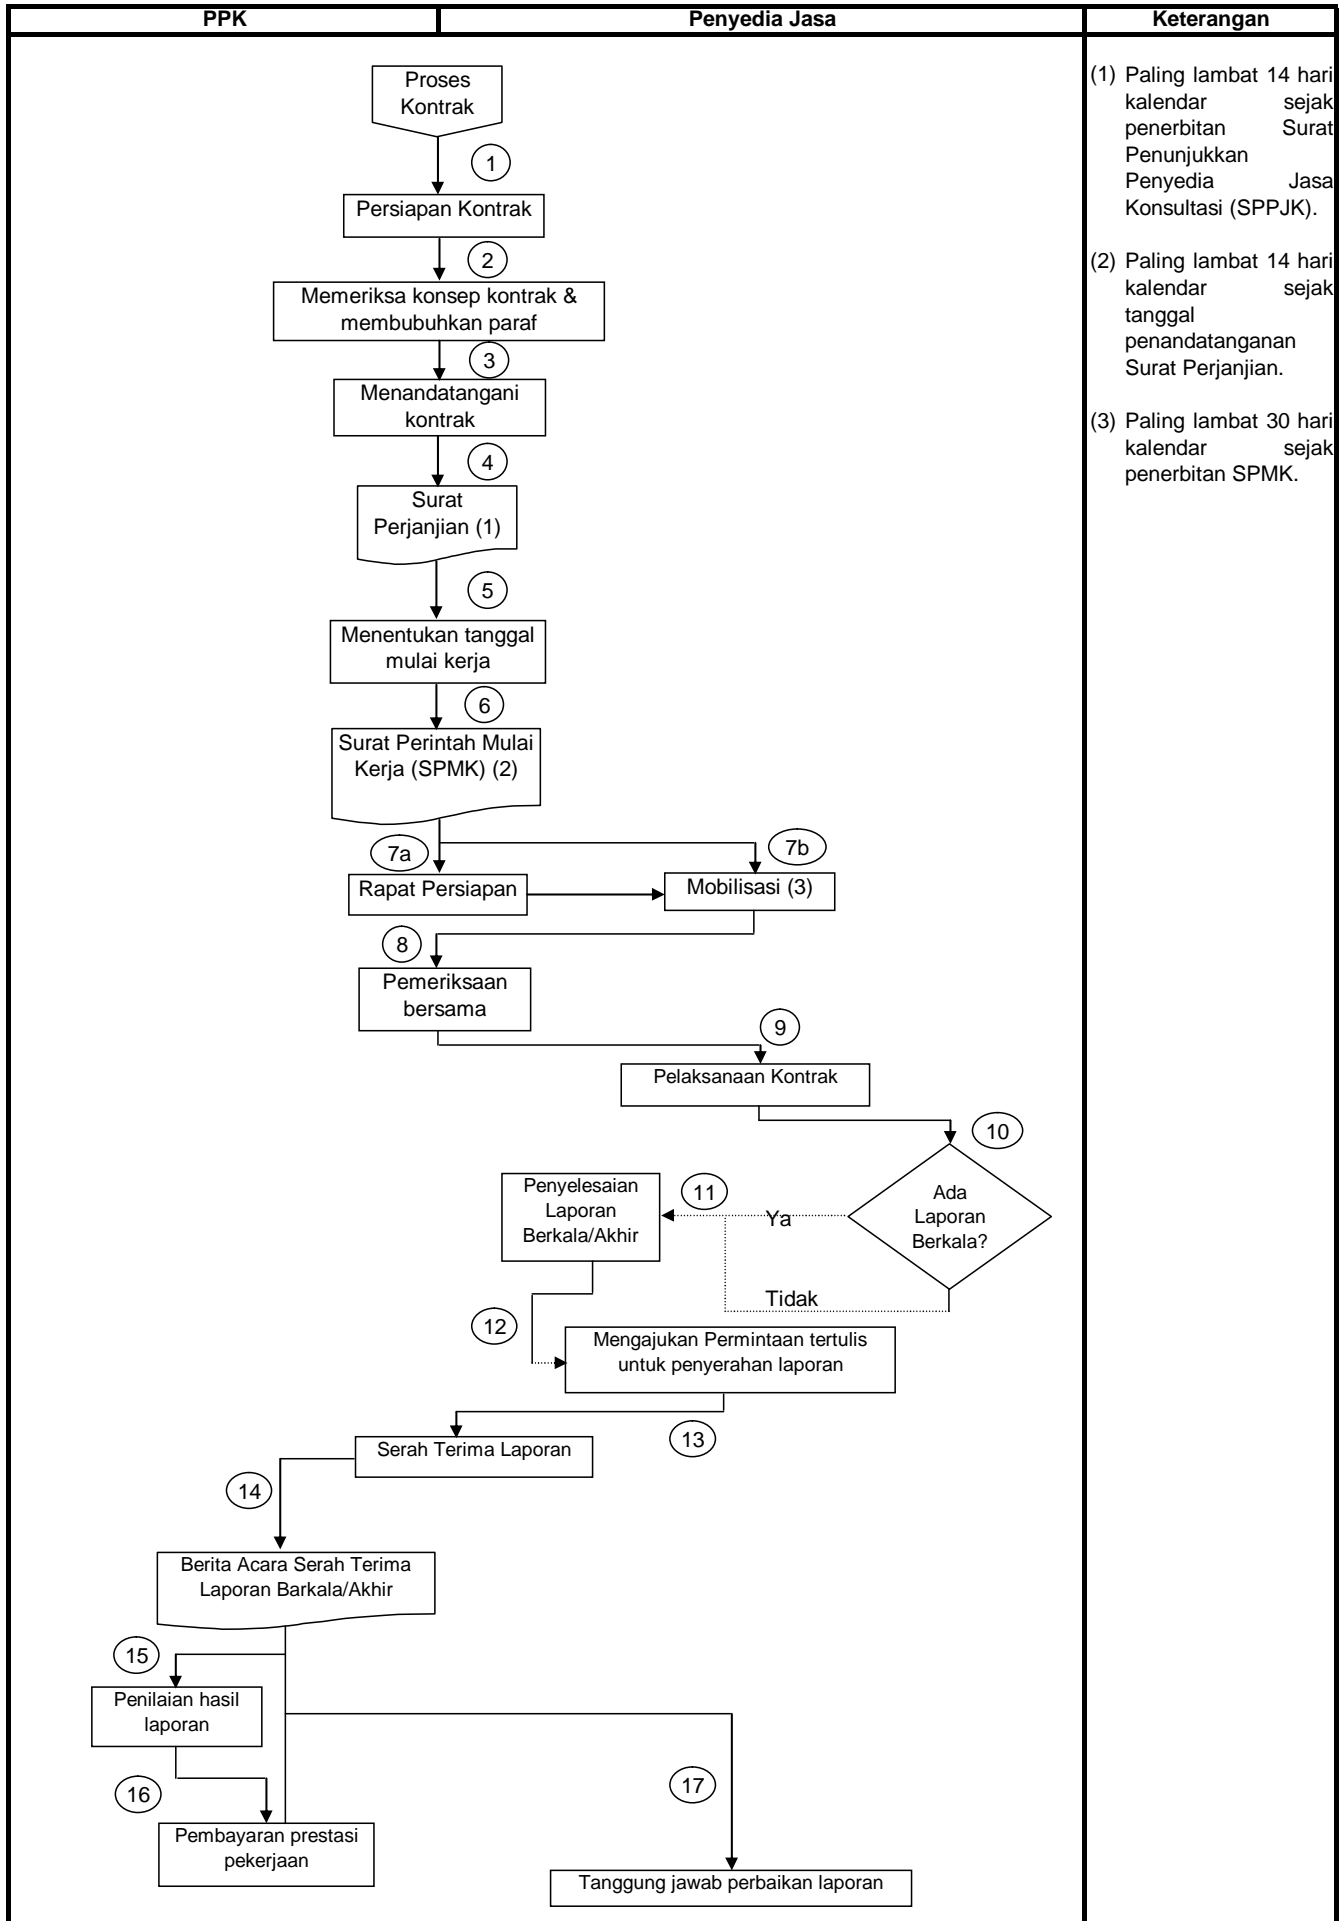 PPK
Penyedia Jasa
Keterangan
Proses
Kontrak
1
Persiapan Kontrak
2
Memeriksa konsep kontrak &
membubuhkan paraf
3
Menandatangani
kontrak
4
Surat
Perjanjian (1)
5
Menentukan tanggal
mulai kerja
6
Surat Perintah Mulai
Kerja (SPMK) (2)
7a
7b
Rapat Persiapan
Mobilisasi (3)
8
Pemeriksaan
bersama
9
Pelaksanaan Kontrak
10
Ada
Laporan
Berkala?
Ya
Tidak
11
Penyelesaian
Laporan
Berkala/Akhir
12
Mengajukan Permintaan tertulis
untuk penyerahan laporan
13
Serah Terima Laporan
14
Berita Acara Serah Terima
Laporan Barkala/Akhir
15
Penilaian hasil
laporan
16
17
Pembayaran prestasi
pekerjaan
Tanggung jawab perbaikan laporan
(1) Paling lambat 14 hari
kalendar sejak
penerbitan Surat
Penunjukkan
Penyedia Jasa
Konsultasi (SPPJK).
(2) Paling lambat 14 hari
kalendar sejak
tanggal
penandatanganan
Surat Perjanjian.
(3) Paling lambat 30 hari
kalendar sejak
penerbitan SPMK.